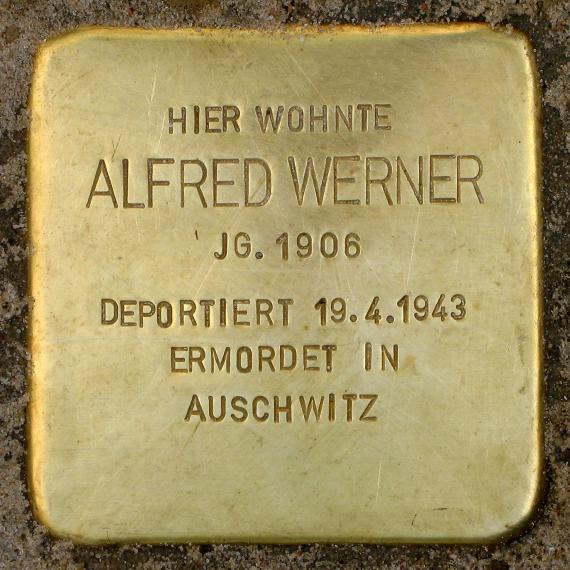 HIER WOHNTE
ALFRED WERNER
JG. 1906
DEPORTIERT 19.4.1943
ERMORDET IN
AUSCHWITZ